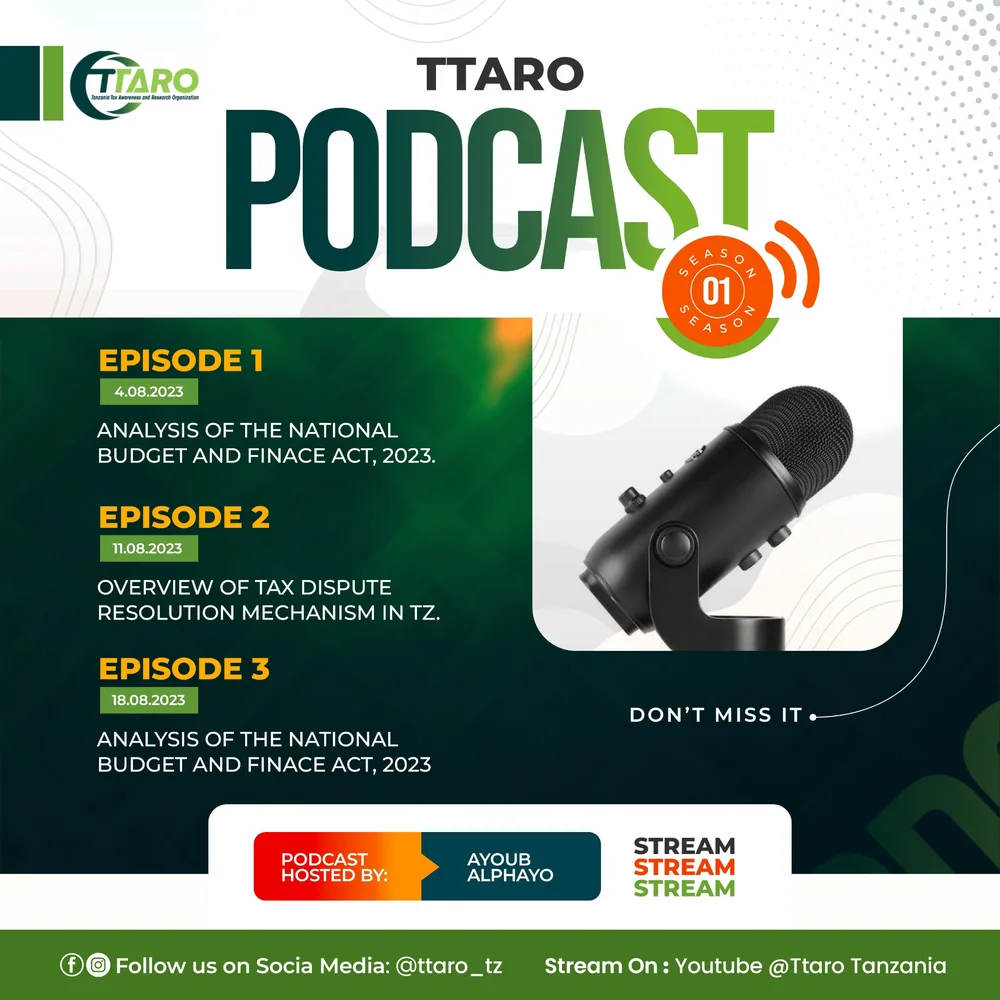 TTARO
Tanzania Tax Awareness and Research Organization
TTARO
PODCAST
SEASON
01
SEASON
EPISODE 1
4.08.2023
ANALYSIS OF THE NATIONAL
BUDGET AND FINACE ACT, 2023.
EPISODE 2
11.08.2023
OVERVIEW OF TAX DISPUTE
RESOLUTION MECHANISM IN TZ.
EPISODE 3
18.08.2023
ANALYSIS OF THE NATIONAL
BUDGET AND FINACE ACT, 2023
DON'T MISS IT
PODCAST
HOSTED BY:
AYOUB
ALPHAYO
STREAM
STREAM
STREAM
Follow us on Socia Media: @ttaro_tz
Stream On : Youtube @Ttaro Tanzania